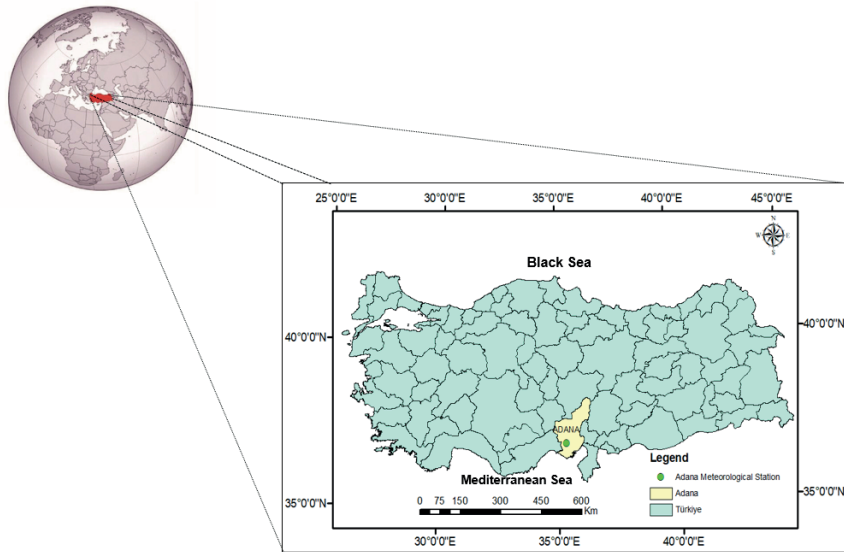 25°0'0"E 30°0'0"E 35°0'0"E 40°0'0"E 45°0'0"E
N
W E
S
Black Sea
40°0'0"N 40°0'0"N
ADANA
Legend
Adana Meteorological Station
Mediterranean Sea
Adana
35°0'0"N 35°0'0"N
0 75 150 300 450 600
Km
Türkiye
30°0'0"E 35°0'0"E 40°0'0"E